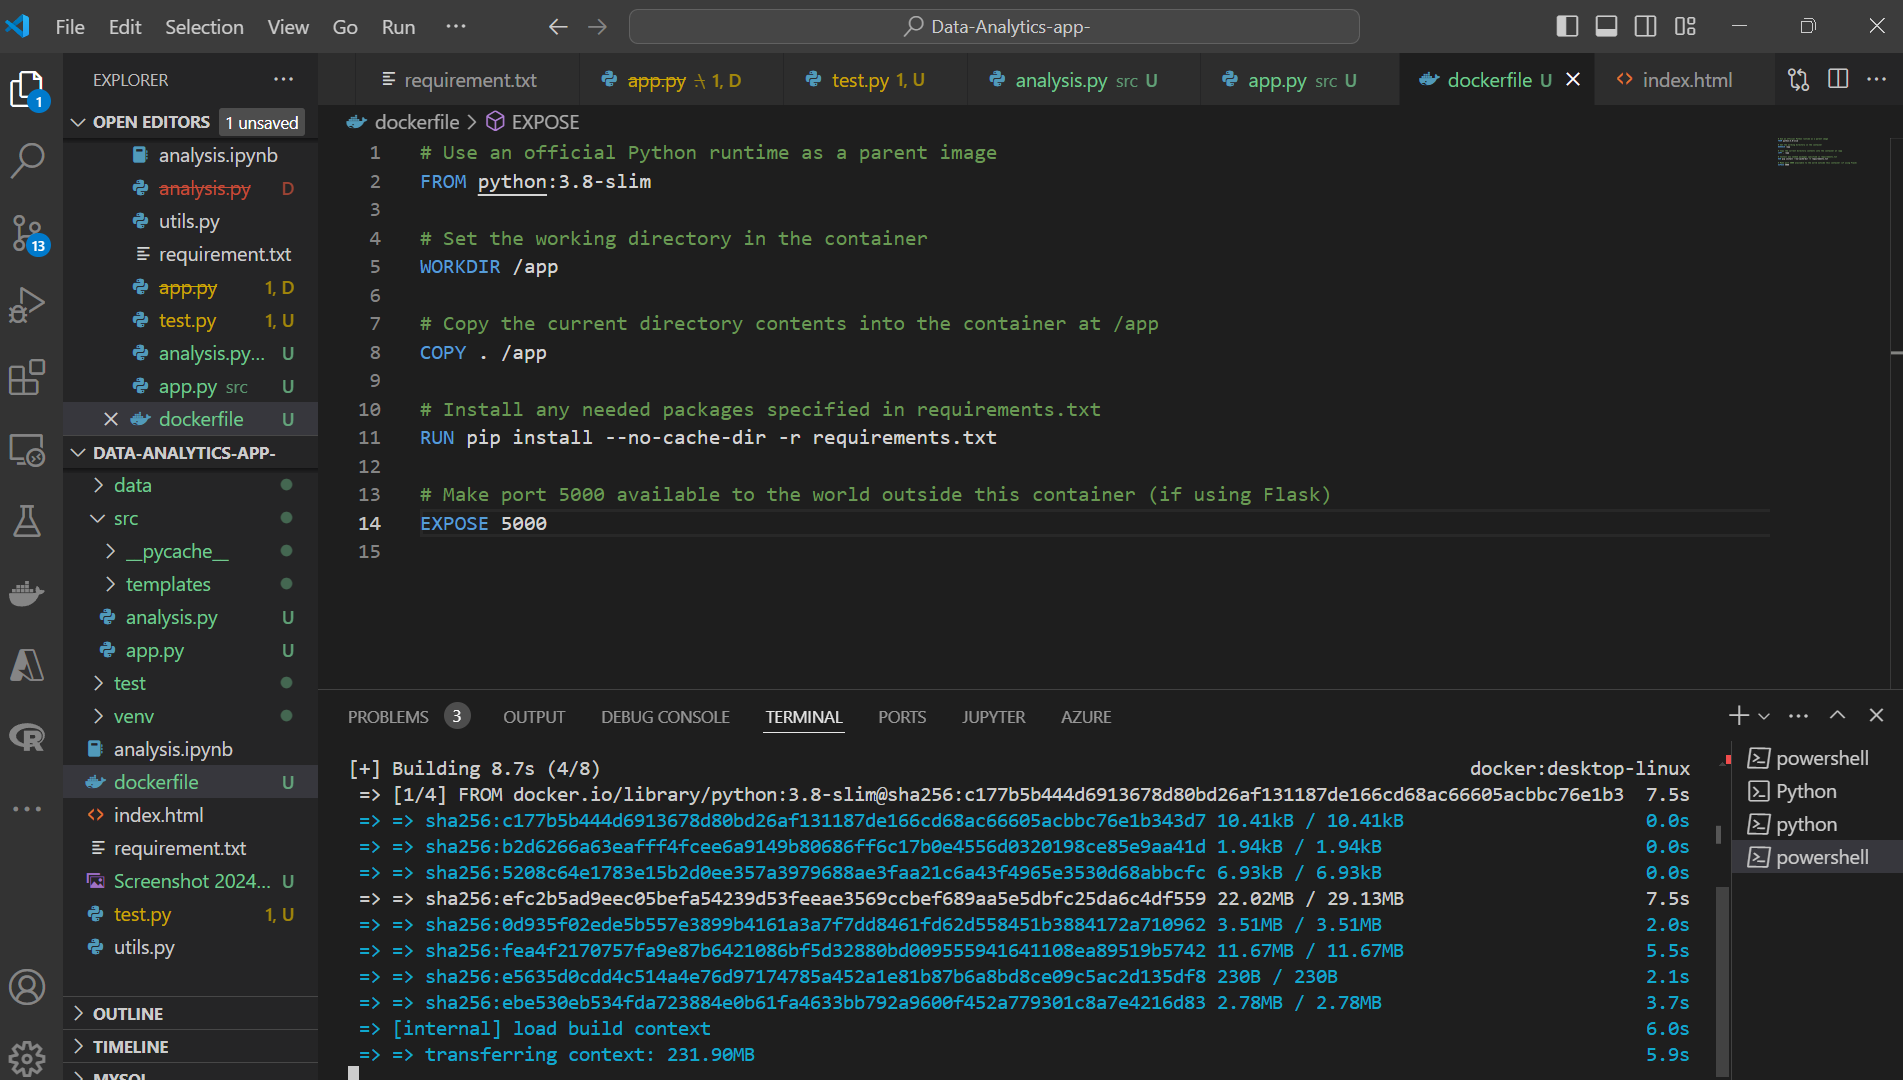 File Edit Selection View Go Run ···
Data-Analytics-app-
EXPLORER ···
OPEN EDITORS 1 unsaved
analysis.ipynb
analysis.py D
utils.py
requirement.txt
app.py 1, D
test.py 1, U
analysis.py... U
app.py src U
dockerfile U
DATA-ANALYTICS-APP-
data
src
__pycache__
templates
analysis.py U
app.py U
test
venv
analysis.ipynb
dockerfile U
index.html
requirement.txt
Screenshot 2024... U
test.py 1, U
utils.py
OUTLINE
TIMELINE
MYSQL
1
13
requirement.txt app.py .\ 1, D test.py 1, U analysis.py src U app.py src U dockerfile U index.html
dockerfile > EXPOSE
1 # Use an official Python runtime as a parent image
2 FROM python:3.8-slim
3
4 # Set the working directory in the container
5 WORKDIR /app
6
7 # Copy the current directory contents into the container at /app
8 COPY . /app
9
10 # Install any needed packages specified in requirements.txt
11 RUN pip install --no-cache-dir -r requirements.txt
12
13 # Make port 5000 available to the world outside this container (if using Flask)
14 EXPOSE 5000
15
PROBLEMS 3 OUTPUT DEBUG CONSOLE TERMINAL PORTS JUPYTER AZURE
[+] Building 8.7s (4/8) docker:desktop-linux
=> [1/4] FROM docker.io/library/python:3.8-slim@sha256:c177b5b444d6913678d80bd26af131187de166cd68ac66605acbbc76e1b3 7.5s
=> => sha256:c177b5b444d6913678d80bd26af131187de166cd68ac66605acbbc76e1b343d7 10.41kB / 10.41kB 0.0s
=> => sha256:b2d6266a63eafff4fcee6a9149b80686ff6c17b0e4556d0320198ce85e9aa41d 1.94kB / 1.94kB 0.0s
=> => sha256:5208c64e1783e15b2d0ee357a3979688ae3faa21c6a43f4965e3530d68abbcfc 6.93kB / 6.93kB 0.0s
=> => sha256:efc2b5ad9eec05befa54239d53feeae3569ccbef689aa5e5dbfc25da6c4df559 22.02MB / 29.13MB 7.5s
=> => sha256:0d935f02ede5b557e3899b4161a3a7f7dd8461fd62d558451b3884172a710962 3.51MB / 3.51MB 2.0s
=> => sha256:fea4f2170757fa9e87b6421086bf5d32880bd009555941641108ea89519b5742 11.67MB / 11.67MB 5.5s
=> => sha256:e5635d0cdd4c514a4e76d97174785a452a1e81b87b6a8bd8ce09c5ac2d135df8 230B / 230B 2.1s
=> => sha256:ebe530eb534fda723884e0b61fa4633bb792a9600f452a779301c8a7e4216d83 2.78MB / 2.78MB 3.7s
=> [internal] load build context 6.0s
=> => transferring context: 231.90MB 5.9s
powershell
Python
python
powershell